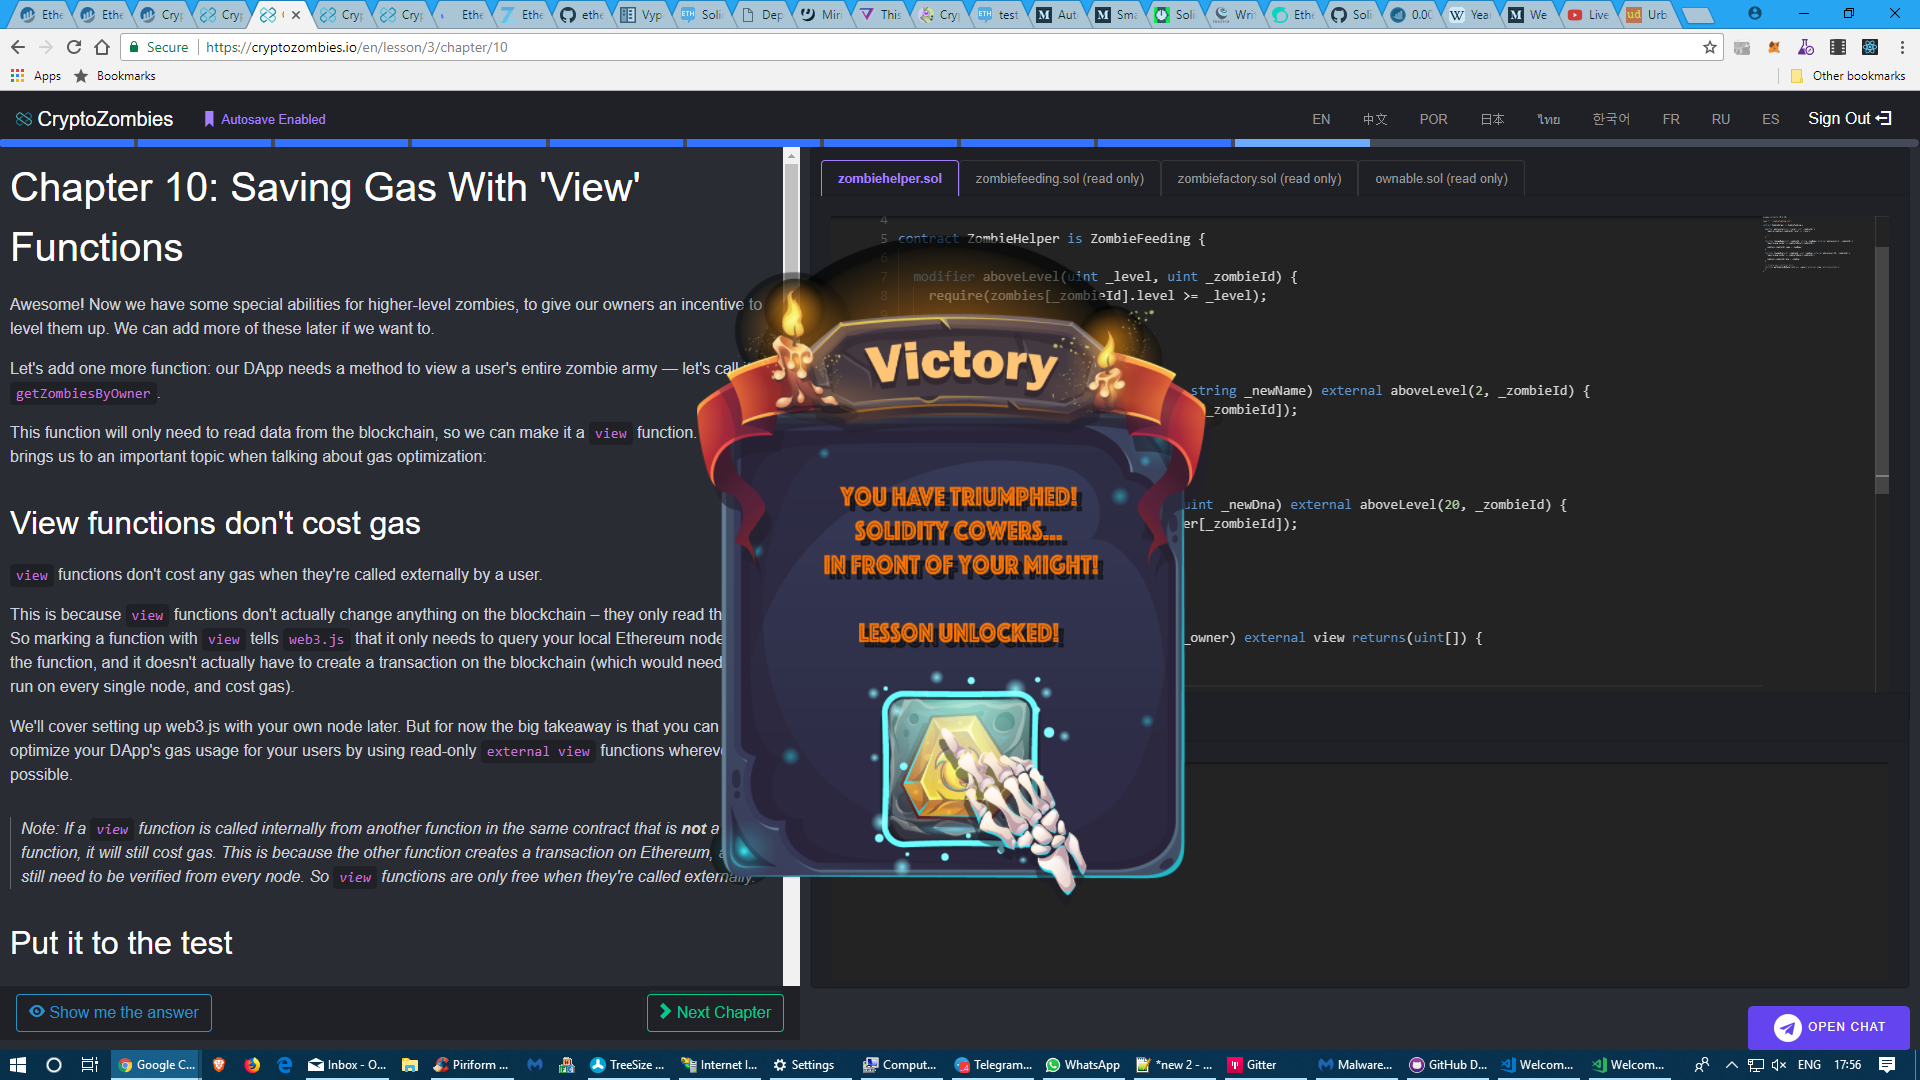 Secure https://cryptozombies.io/en/lesson/3/chapter/10
Apps Bookmarks Other bookmarks
CryptoZombies Autosave Enabled EN 中文 POR 日本 ไทย 한국어 FR RU ES Sign Out
Chapter 10: Saving Gas With 'View'
Functions
Awesome! Now we have some special abilities for higher-level zombies, to give our owners an incentive to
level them up. We can add more of these later if we want to.
Let's add one more function: our DApp needs a method to view a user's entire zombie army — let's call
getZombiesByOwner.
This function will only need to read data from the blockchain, so we can make it a view function.
brings us to an important topic when talking about gas optimization:
View functions don't cost gas
view functions don't cost any gas when they're called externally by a user.
This is because view functions don't actually change anything on the blockchain – they only read
So marking a function with view tells web3.js that it only needs to query your local Ethereum node
the function, and it doesn't actually have to create a transaction on the blockchain (which would need
run on every single node, and cost gas).
We'll cover setting up web3.js with your own node later. But for now the big takeaway is that you can
optimize your DApp's gas usage for your users by using read-only external view functions
possible.
Note: If a view function is called internally from another function in the same contract that is not a
function, it will still cost gas. This is because the other function creates a transaction on Ethereum,
still need to be verified from every node. So view functions are only free when they're called externally.
Put it to the test
Show me the answer Next Chapter
zombiehelper.sol zombiefeeding.sol (read only) zombiefactory.sol (read only) ownable.sol (read only)
4
5 contract ZombieHelper is ZombieFeeding {
6
7 modifier aboveLevel(uint _level, uint _zombieId) {
8 require(zombies[_zombieId].level >= _level);
string _newName) external aboveLevel(2, _zombieId) {
_zombieId]);
uint _newDna) external aboveLevel(20, _zombieId) {
er[_zombieId]);
_owner) external view returns(uint[]) {
Victory
YOU HAVE TRIUMPHED!
SOLIDITY COWERS...
IN FRONT OF YOUR MIGHT!
LESSON UNLOCKED!
OPEN CHAT
Google C... Inbox - O... Piriform ... TreeSize ... Internet I... Settings Comput... Telegram... WhatsApp *new 2 - ... Gitter Malware... GitHub D... Welcom... Welcom... ENG 17:56